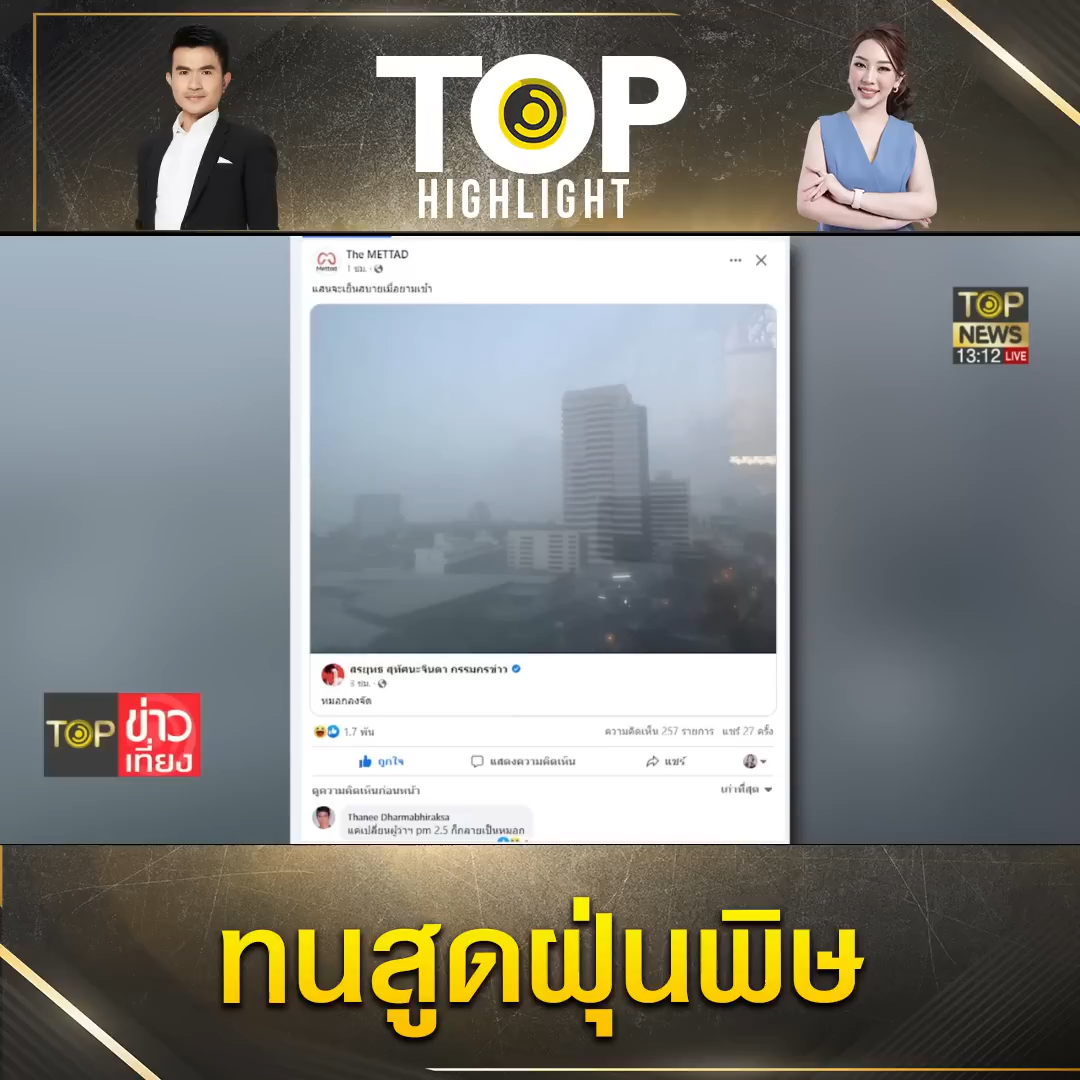 TOP
HIGHLIGHT
The METTAD
Mettad
1 ชม.
แสนจะเย็นสบายเมื่อยามเช้า
TOP
NEWS
13:12 LIVE
สรยุทธ สุทัศนะจินดา กรรมกรข่าว
3 ชม.
หมอกลงจัด
1.7 พัน
ความคิดเห็น 257 รายการ แชร์ 27 ครั้ง
ถูกใจ แสดงความคิดเห็น แชร์
ดูความคิดเห็นก่อนหน้า
เก่าที่สุด
Thanee Dharmabhiraksa
แค่เปลี่ยนผู้ว่าฯ pm 2.5 ก็กลายเป็นหมอก
TOP ข่าว
เที่ยง
ทนสูดฝุ่นพิษ